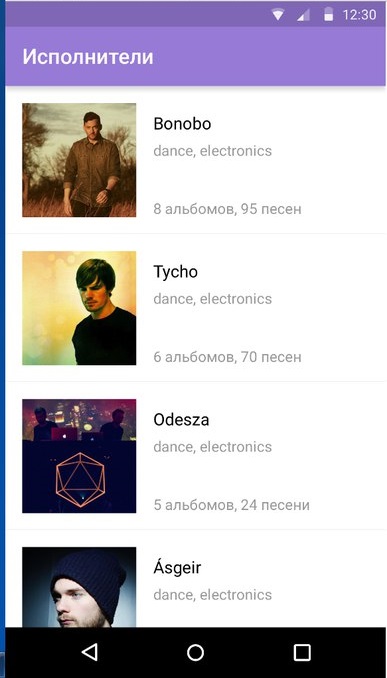 12:30
Исполнители
Bonobo
dance, electronics
8 альбомов, 95 песен
Tycho
dance, electronics
6 альбомов, 70 песен
Odesza
dance, electronics
5 альбомов, 24 песени
Ásgeir
dance, electronics